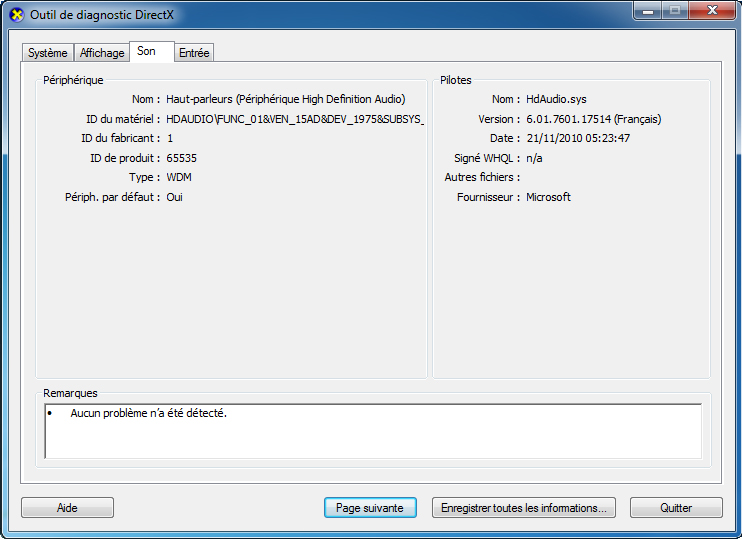 Outil de diagnostic DirectX
Système Affichage Son Entrée
Périphérique
Nom : Haut-parleurs (Périphérique High Definition Audio)
ID du matériel : HDAUDIO\FUNC_01&VEN_15AD&DEV_1975&SUBSYS_
ID du fabricant : 1
ID de produit : 65535
Type : WDM
Périph. par défaut : Oui
Pilotes
Nom : HdAudio.sys
Version : 6.01.7601.17514 (Français)
Date : 21/11/2010 05:23:47
Signé WHQL : n/a
Autres fichiers :
Fournisseur : Microsoft
Remarques
• Aucun problème n'a été détecté.
Aide Page suivante Enregistrer toutes les informations... Quitter